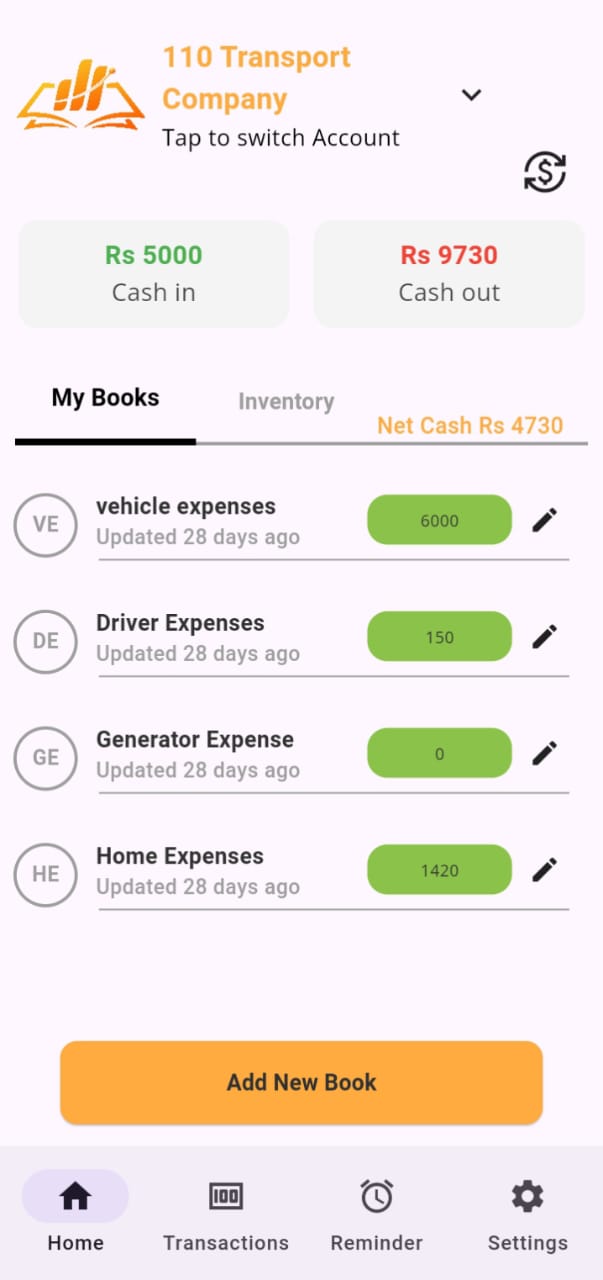 110 Transport
Company
Tap to switch Account
Rs 5000
Cash in
Rs 9730
Cash out
My Books
Inventory
Net Cash Rs 4730
VE
vehicle expenses
Updated 28 days ago
6000
DE
Driver Expenses
Updated 28 days ago
150
GE
Generator Expense
Updated 28 days ago
0
HE
Home Expenses
Updated 28 days ago
1420
Add New Book
Home
Transactions
Reminder
Settings